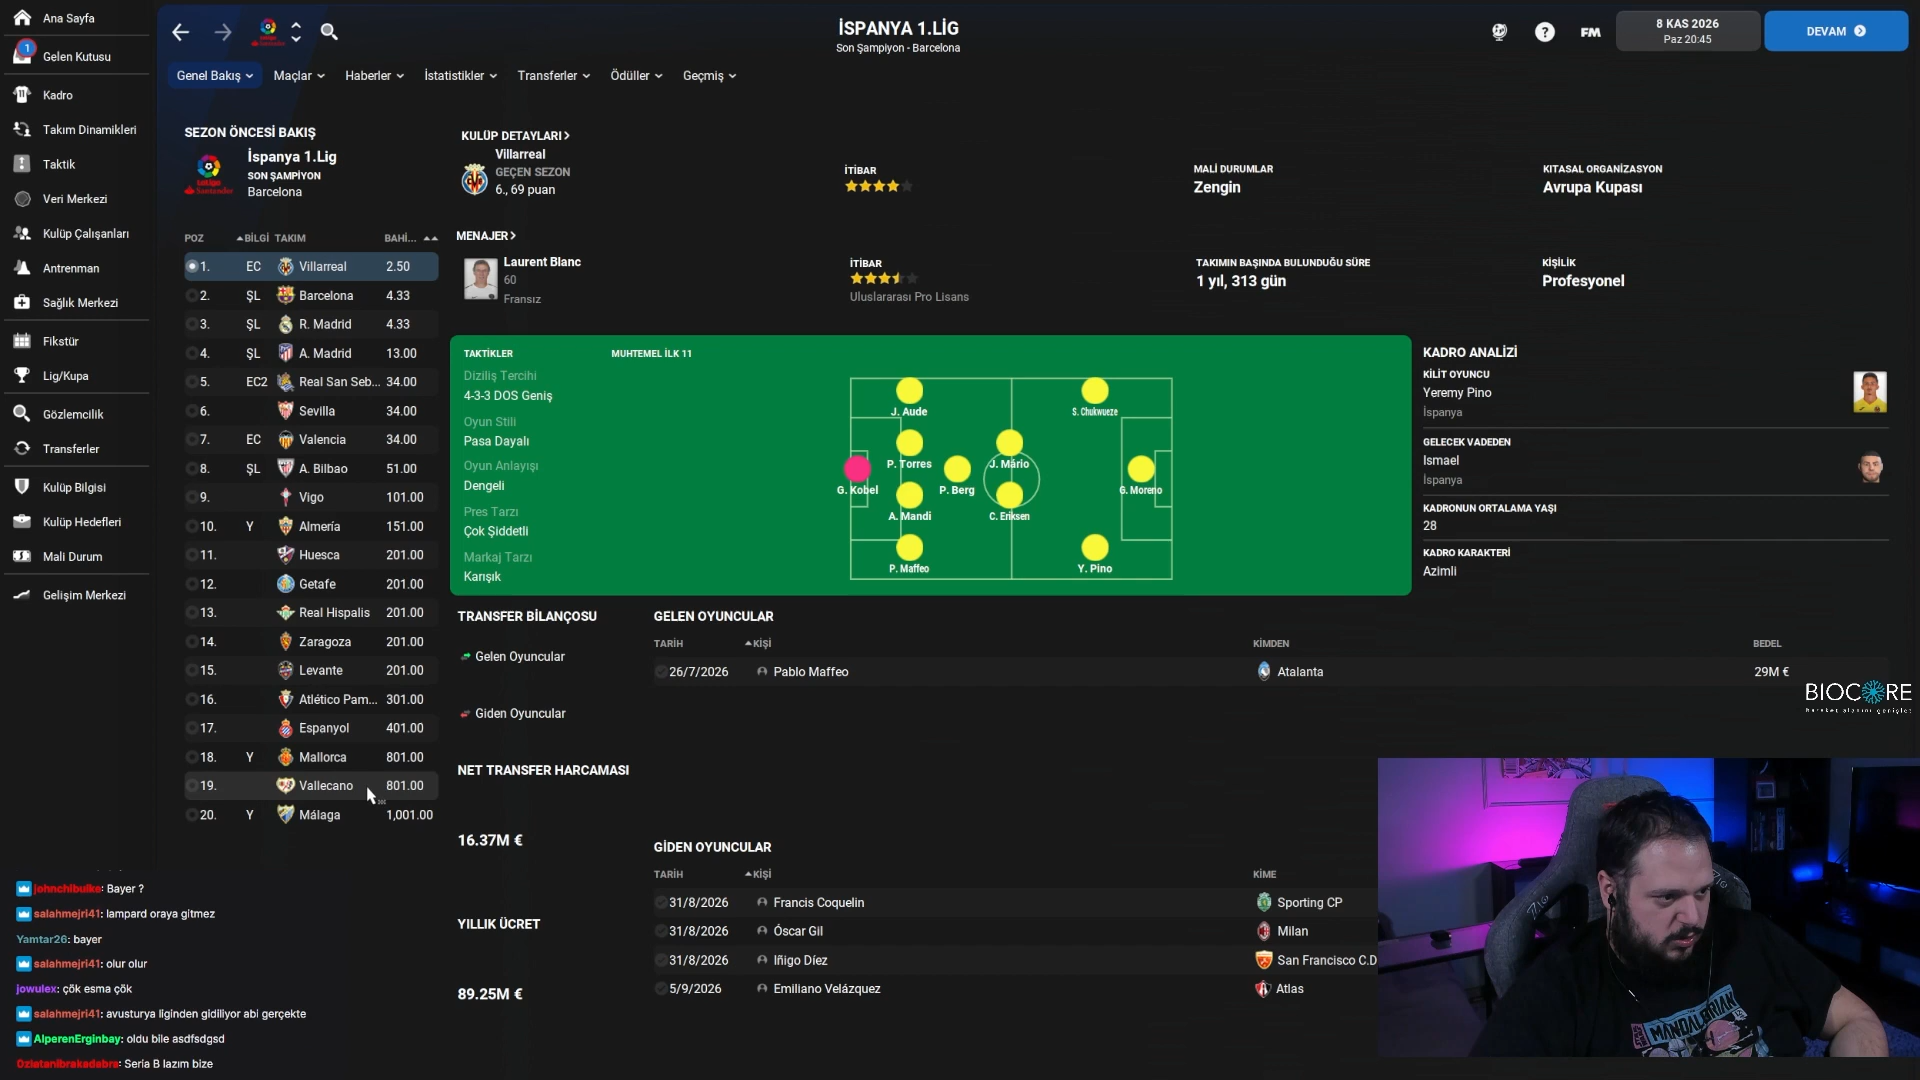 Ana Sayfa
1
Gelen Kutusu
Kadro
Takım Dinamikleri
Taktik
Veri Merkezi
Kulüp Çalışanları
Antrenman
Sağlık Merkezi
Fikstür
Lig/Kupa
Gözlemcilik
Transferler
Kulüp Bilgisi
Kulüp Hedefleri
Mali Durum
Gelişim Merkezi
İSPANYA 1.LİG
Son Şampiyon - Barcelona
FM
8 KAS 2026
Paz 20:45
DEVAM
Genel Bakış Maçlar Haberler İstatistikler Transferler Ödüller Geçmiş
SEZON ÖNCESİ BAKIŞ
İspanya 1.Lig
SON ŞAMPİYON
Barcelona
POZ BİLGİ TAKIM BAHİ...
1. EC Villarreal 2.50
2. ŞL Barcelona 4.33
3. ŞL R. Madrid 4.33
4. ŞL A. Madrid 13.00
5. EC2 Real San Seb... 34.00
6. Sevilla 34.00
7. EC Valencia 34.00
8. ŞL A. Bilbao 51.00
9. Vigo 101.00
10. Y Almería 151.00
11. Huesca 201.00
12. Getafe 201.00
13. Real Hispalis 201.00
14. Zaragoza 201.00
15. Levante 201.00
16. Atlético Pam... 301.00
17. Espanyol 401.00
18. Y Mallorca 801.00
19. Vallecano 801.00
20. Y Málaga 1,001.00
KULÜP DETAYLARI
Villarreal
GEÇEN SEZON
6., 69 puan
İTİBAR
MALİ DURUMLAR
Zengin
KITASAL ORGANİZASYON
Avrupa Kupası
MENAJER
Laurent Blanc
60
Fransız
İTİBAR
Uluslararası Pro Lisans
TAKIMIN BAŞINDA BULUNDUĞU SÜRE
1 yıl, 313 gün
KİŞİLİK
Profesyonel
TAKTİKLER
Diziliş Tercihi
4-3-3 DOS Geniş
Oyun Stili
Pasa Dayalı
Oyun Anlayışı
Dengeli
Pres Tarzı
Çok Şiddetli
Markaj Tarzı
Karışık
MUHTEMEL İLK 11
J. Aude
S. Chukwueze
P. Torres
J. Mário
G. Kobel
P. Berg
G. Moreno
A. Mandi
C. Eriksen
P. Maffeo
Y. Pino
KADRO ANALİZİ
KİLİT OYUNCU
Yeremy Pino
İspanya
GELECEK VADEDEN
Ismael
İspanya
KADRONUN ORTALAMA YAŞI
28
KADRO KARAKTERİ
Azimli
TRANSFER BİLANÇOSU
Gelen Oyuncular
Giden Oyuncular
NET TRANSFER HARCAMASI
16.37M €
YILLIK ÜCRET
89.25M €
GELEN OYUNCULAR
TARİH KİŞİ KİMDEN BEDEL
26/7/2026 Pablo Maffeo Atalanta 29M €
GİDEN OYUNCULAR
TARİH KİŞİ KİME
31/8/2026 Francis Coquelin Sporting CP
31/8/2026 Óscar Gil Milan
31/8/2026 Iñigo Díez San Francisco C.D
5/9/2026 Emiliano Velázquez Atlas
BIOCORE
hareket alanını genişlet
MANDALORIAN
johnchibuike: Bayer ?
salahmejri41: lampard oraya gitmez
Yamtar26: bayer
salahmejri41: olur olur
jowulex: çök esma çök
salahmejri41: avusturya liginden gidiliyor abi gerçekte
AlperenErginbay: oldu bile asdfsdgsd
0zlatanibrakadabra: Seria B lazım bize